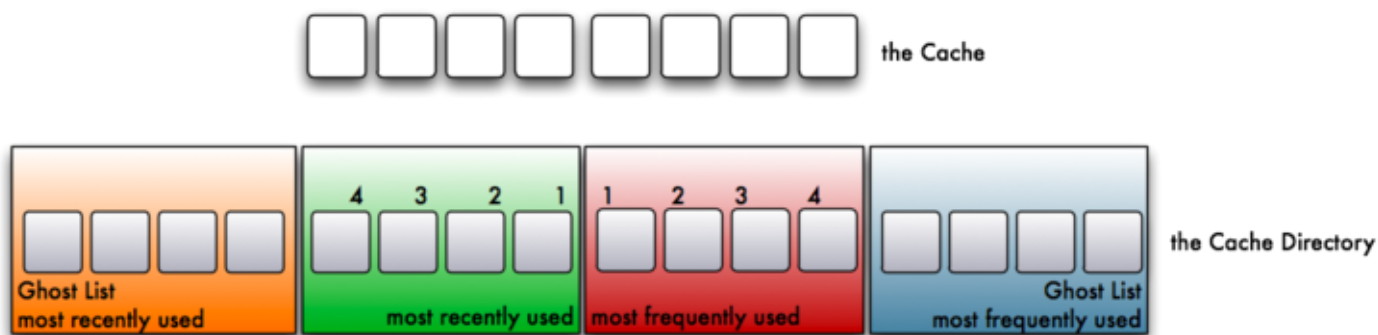 the Cache
4 3 2 1 1 2 3 4
the Cache Directory
Ghost List
most recently used
most recently used
most frequently used
Ghost List
most frequently used